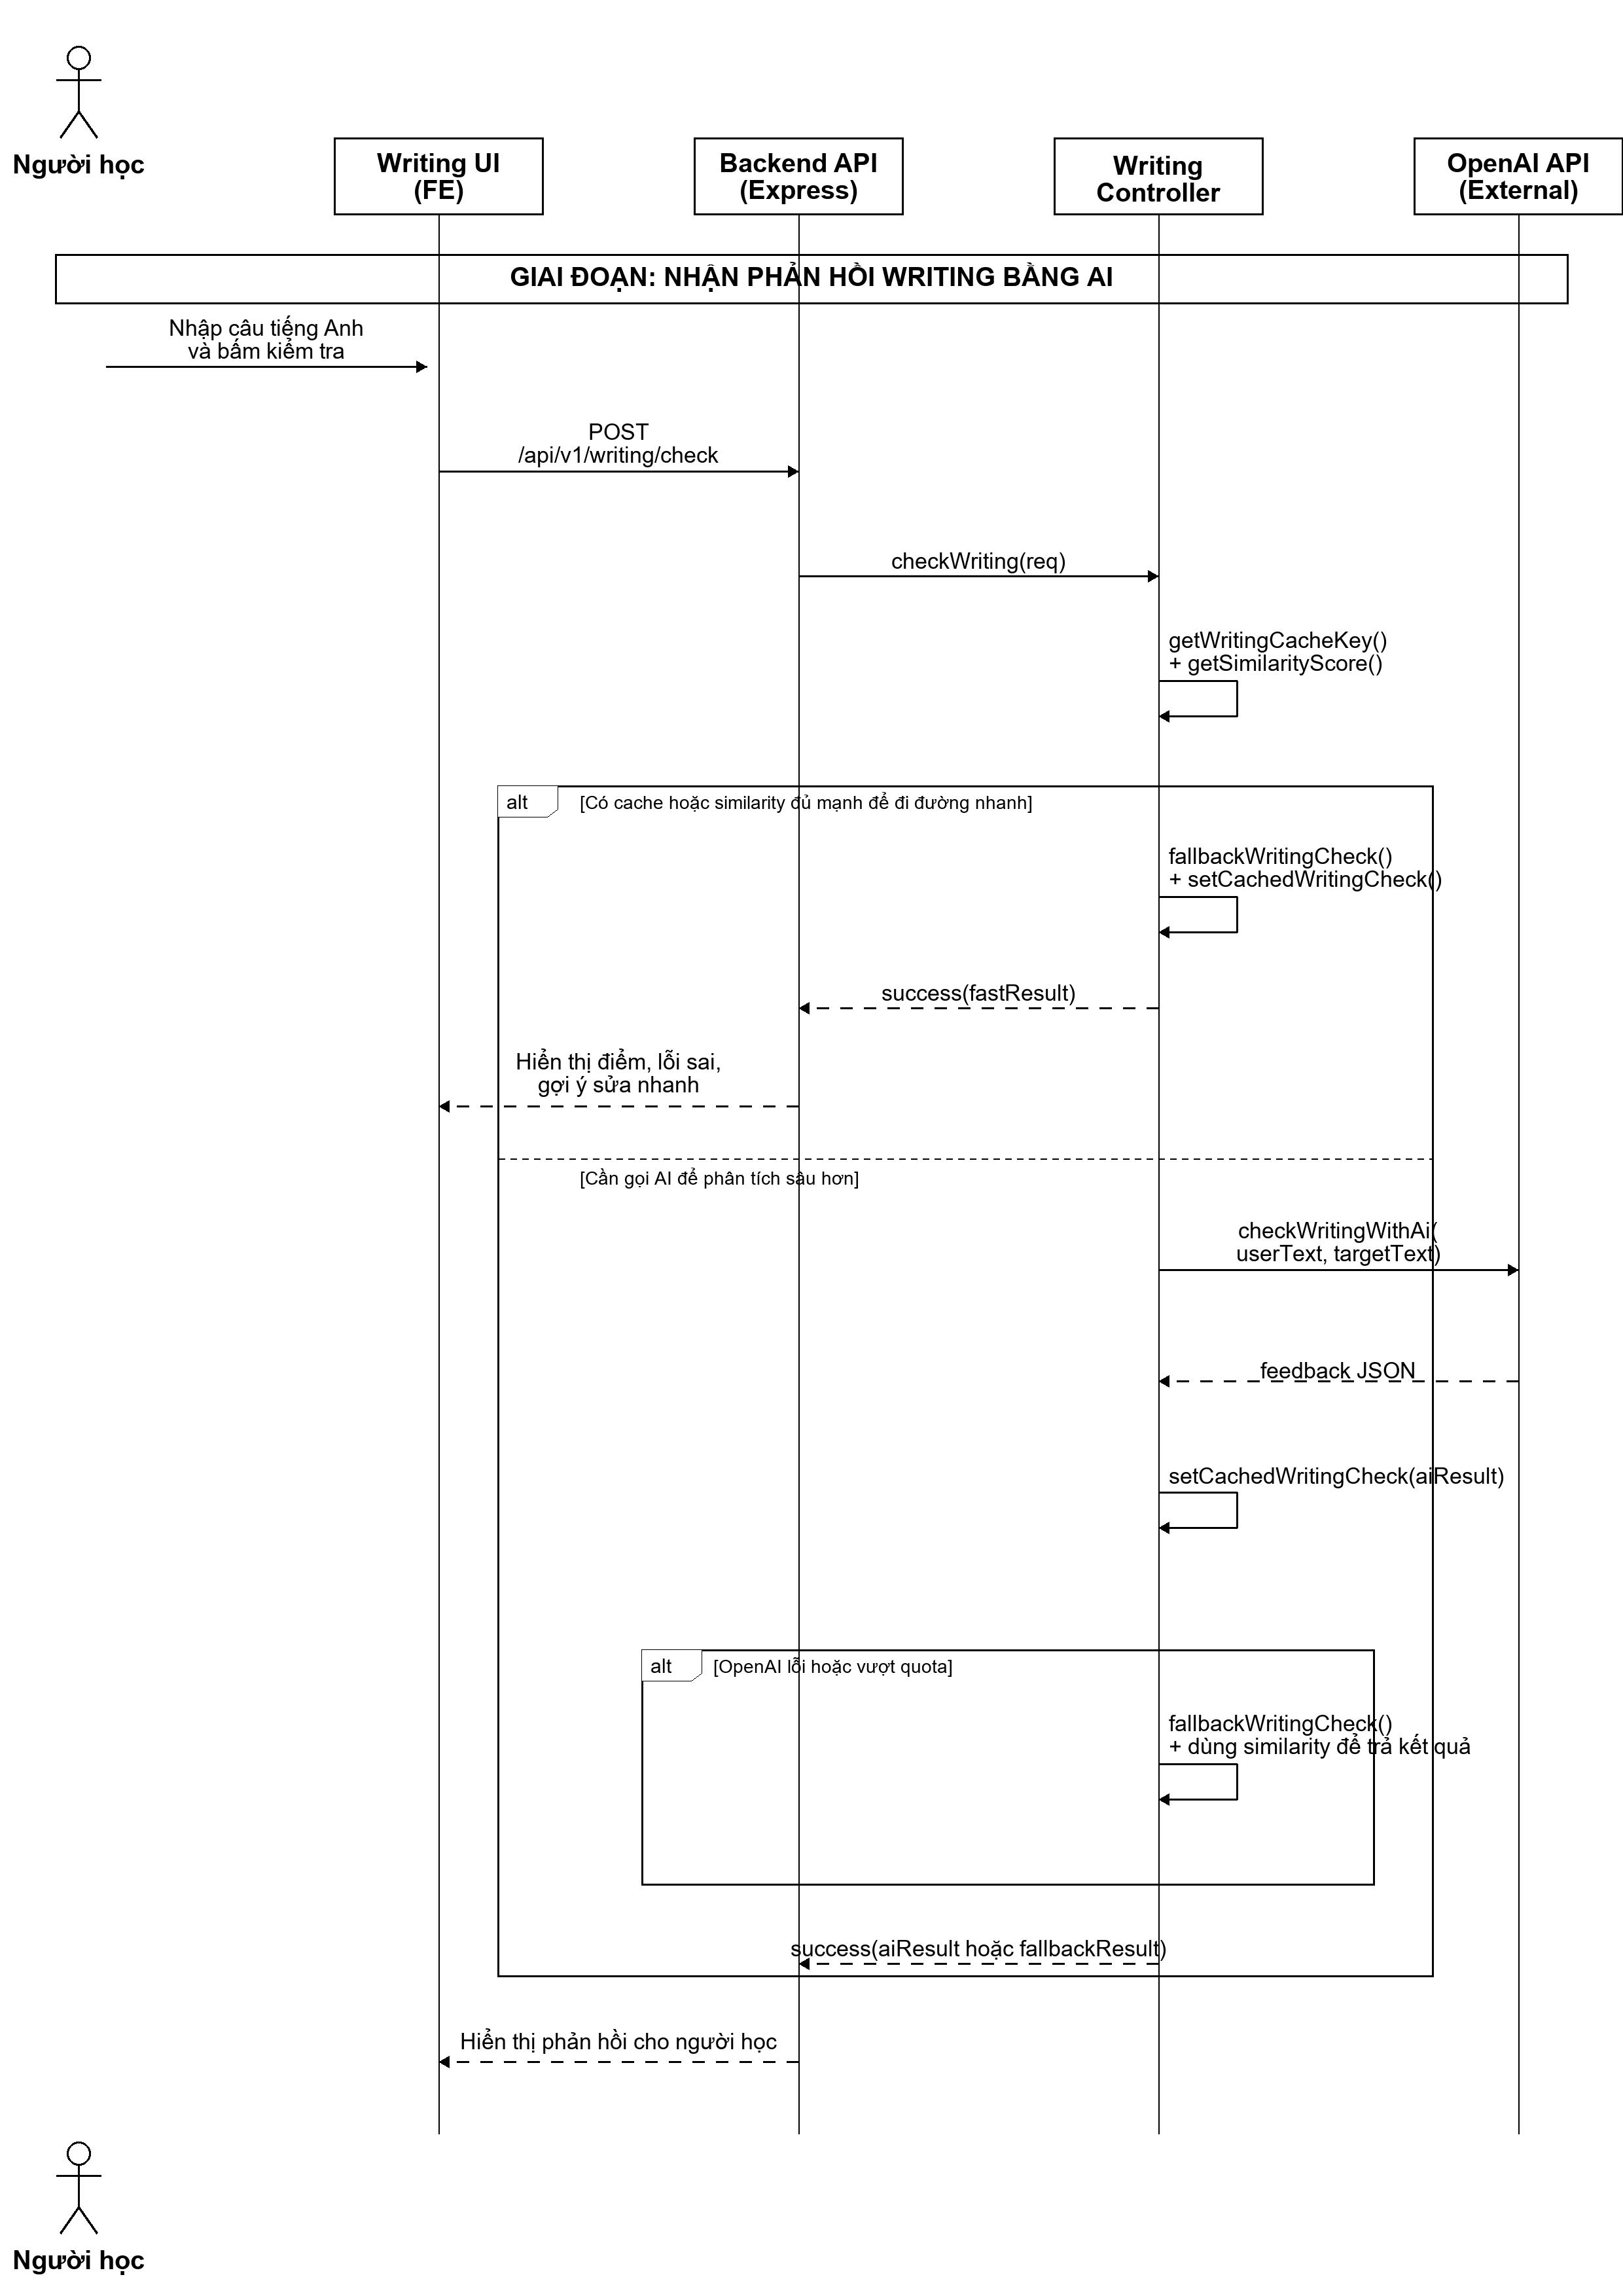 Người học
Writing UI
(FE)
Backend API
(Express)
Writing
Controller
OpenAI API
(External)
GIAI ĐOẠN: NHẬN PHẢN HỒI WRITING BẰNG AI
Nhập câu tiếng Anh
và bấm kiểm tra
POST
/api/v1/writing/check
checkWriting(req)
getWritingCacheKey()
+ getSimilarityScore()
alt
[Có cache hoặc similarity đủ mạnh để đi đường nhanh]
fallbackWritingCheck()
+ setCachedWritingCheck()
success(fastResult)
Hiển thị điểm, lỗi sai,
gợi ý sửa nhanh
[Cần gọi AI để phân tích sâu hơn]
checkWritingWithAi(
userText, targetText)
feedback JSON
setCachedWritingCheck(aiResult)
alt
[OpenAI lỗi hoặc vượt quota]
fallbackWritingCheck()
+ dùng similarity để trả kết quả
success(aiResult hoặc fallbackResult)
Hiển thị phản hồi cho người học
Người học